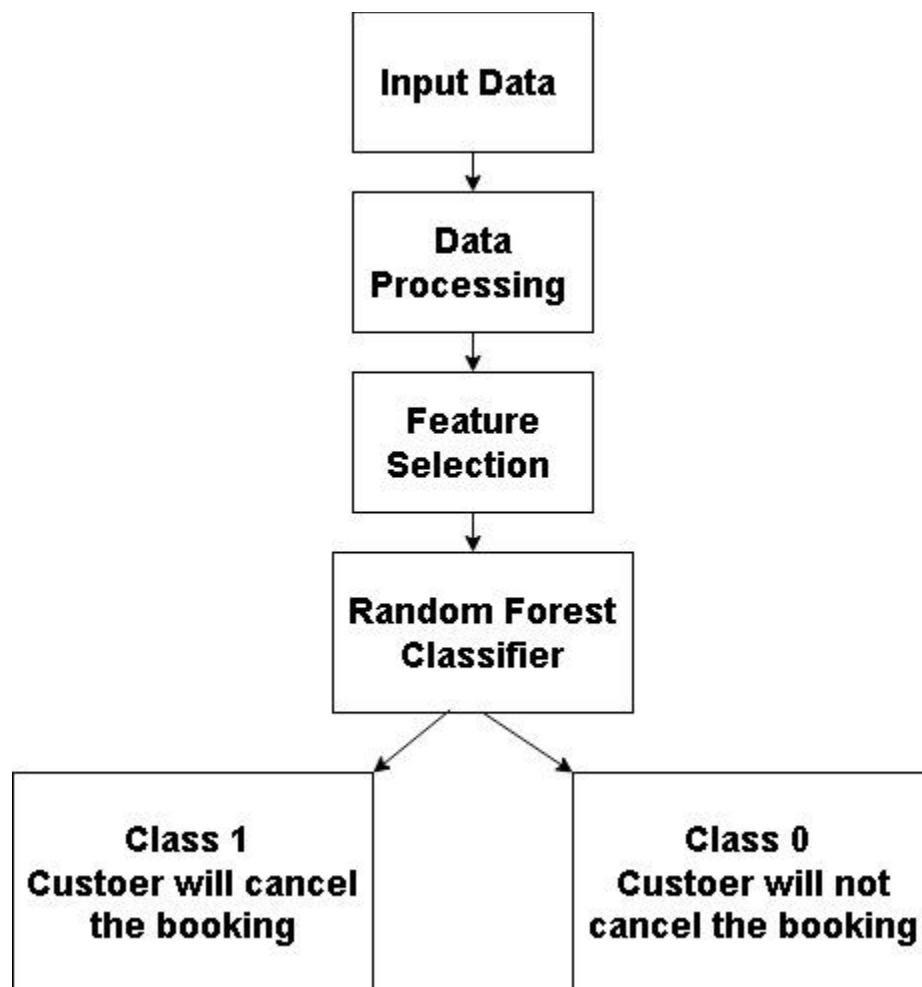 Input Data
Data
Processing
Feature
Selection
Random Forest
Classifier
Class 1
Custoer will cancel
the booking
Class 0
Custoer will not
cancel the booking